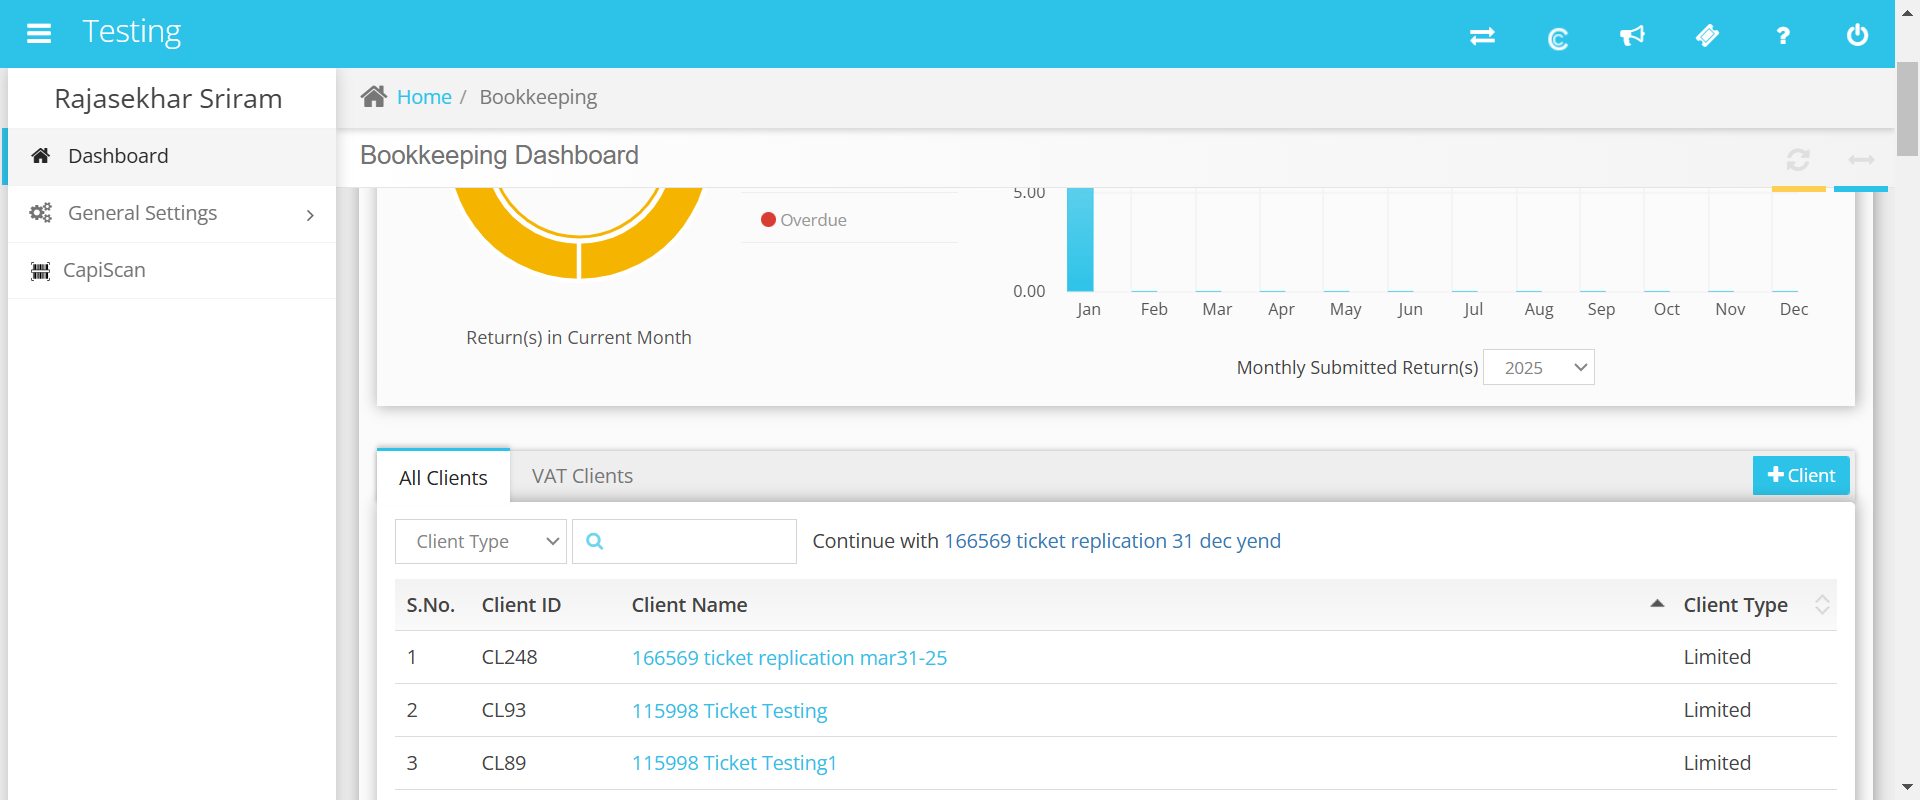 Testing
Rajasekhar Sriram
Dashboard
General Settings
CapiScan
Home / Bookkeeping
Bookkeeping Dashboard
Overdue
Return(s) in Current Month
5.00
0.00
Jan Feb Mar Apr May Jun Jul Aug Sep Oct Nov Dec
Monthly Submitted Return(s) 2025
All Clients VAT Clients Client
Client Type Continue with 166569 ticket replication 31 dec yend
S.No. Client ID Client Name Client Type
1 CL248 166569 ticket replication mar31-25 Limited
2 CL93 115998 Ticket Testing Limited
3 CL89 115998 Ticket Testing1 Limited